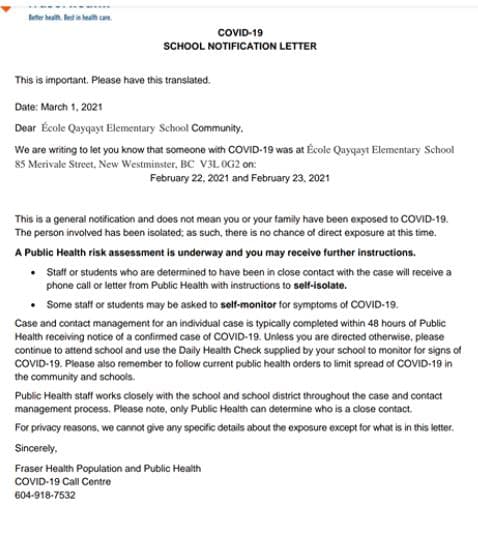 Better health. Best in health care.
COVID-19
SCHOOL NOTIFICATION LETTER
This is important. Please have this translated.
Date: March 1, 2021
Dear École Qayqayt Elementary School Community,
We are writing to let you know that someone with COVID-19 was at École Qayqayt Elementary School
85 Merivale Street, New Westminster, BC V3L 0G2 on:
February 22, 2021 and February 23, 2021
This is a general notification and does not mean you or your family have been exposed to COVID-19.
The person involved has been isolated; as such, there is no chance of direct exposure at this time.
A Public Health risk assessment is underway and you may receive further instructions.
• Staff or students who are determined to have been in close contact with the case will receive a
phone call or letter from Public Health with instructions to self-isolate.
• Some staff or students may be asked to self-monitor for symptoms of COVID-19.
Case and contact management for an individual case is typically completed within 48 hours of Public
Health receiving notice of a confirmed case of COVID-19. Unless you are directed otherwise, please
continue to attend school and use the Daily Health Check supplied by your school to monitor for signs of
COVID-19. Please also remember to follow current public health orders to limit spread of COVID-19 in
the community and schools.
Public Health staff works closely with the school and school district throughout the case and contact
management process. Please note, only Public Health can determine who is a close contact.
For privacy reasons, we cannot give any specific details about the exposure except for what is in this letter.
Sincerely,
Fraser Health Population and Public Health
COVID-19 Call Centre
604-918-7532